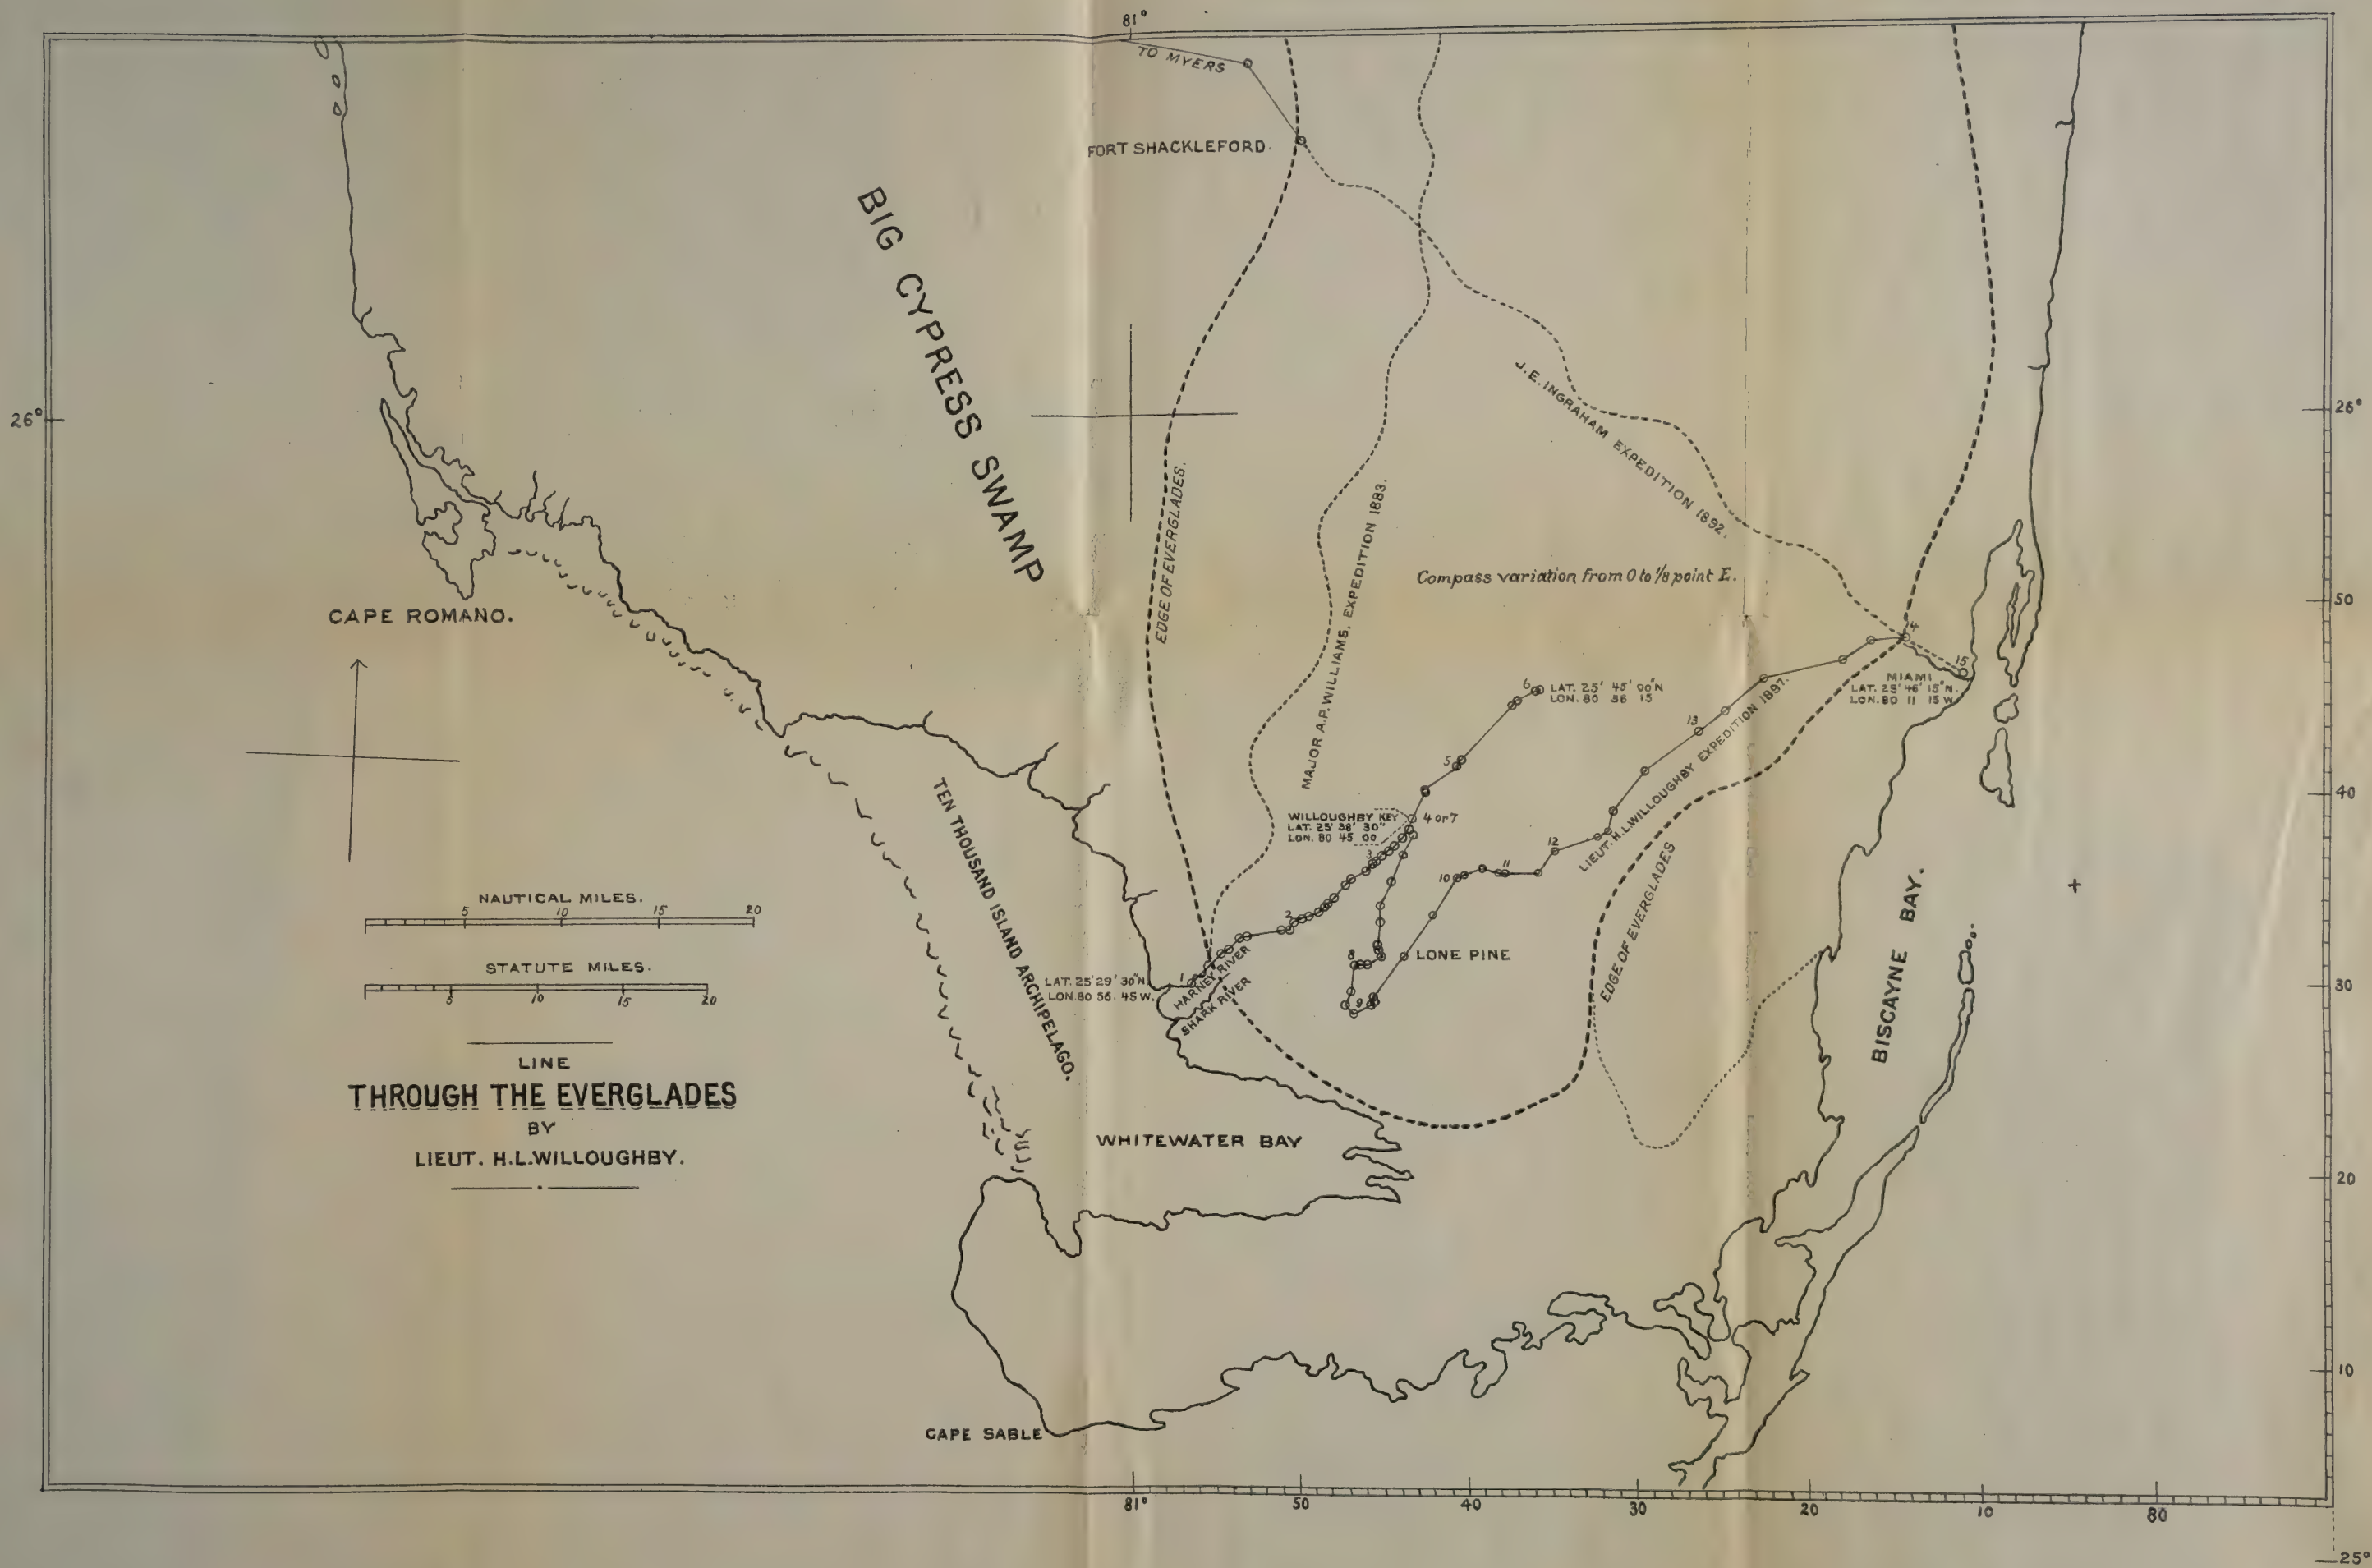 81°
TO MYERS
FORT SHACKLEFORD.
BIG CYPRESS SWAMP
26°
26°
J.E. INGRAHAM EXPEDITION 1892.
EDGE OF EVERGLADES.
MAJOR A.P. WILLIAMS, EXPEDITION 1883.
Compass variation from 0 to 1/8 point E.
50
CAPE ROMANO.
14
15
MIAMI
LAT. 25° 46' 15" N.
LON. 80 11 15 W.
6
LAT. 25° 45' 00" N
LON. 80 36 15
13
LIEUT. H.L. WILLOUGHBY EXPEDITION 1897.
5
40
WILLOUGHBY KEY
LAT. 25° 38' 30"
LON. 80 45 00
4 or 7
3
12
11
10
TEN THOUSAND ISLAND ARCHIPELAGO.
EDGE OF EVERGLADES
NAUTICAL MILES.
5 10 15 20
2
BISCAYNE BAY.
8
LONE PINE
STATUTE MILES.
5 10 15 20
1
LAT. 25° 29' 30" N.
LON. 80 56. 45 W.
HARNEY RIVER
SHARK RIVER
9
30
LINE
THROUGH THE EVERGLADES
BY
LIEUT. H.L. WILLOUGHBY.
WHITEWATER BAY
20
10
CAPE SABLE
81° 50 40 30 20 10 80
25°